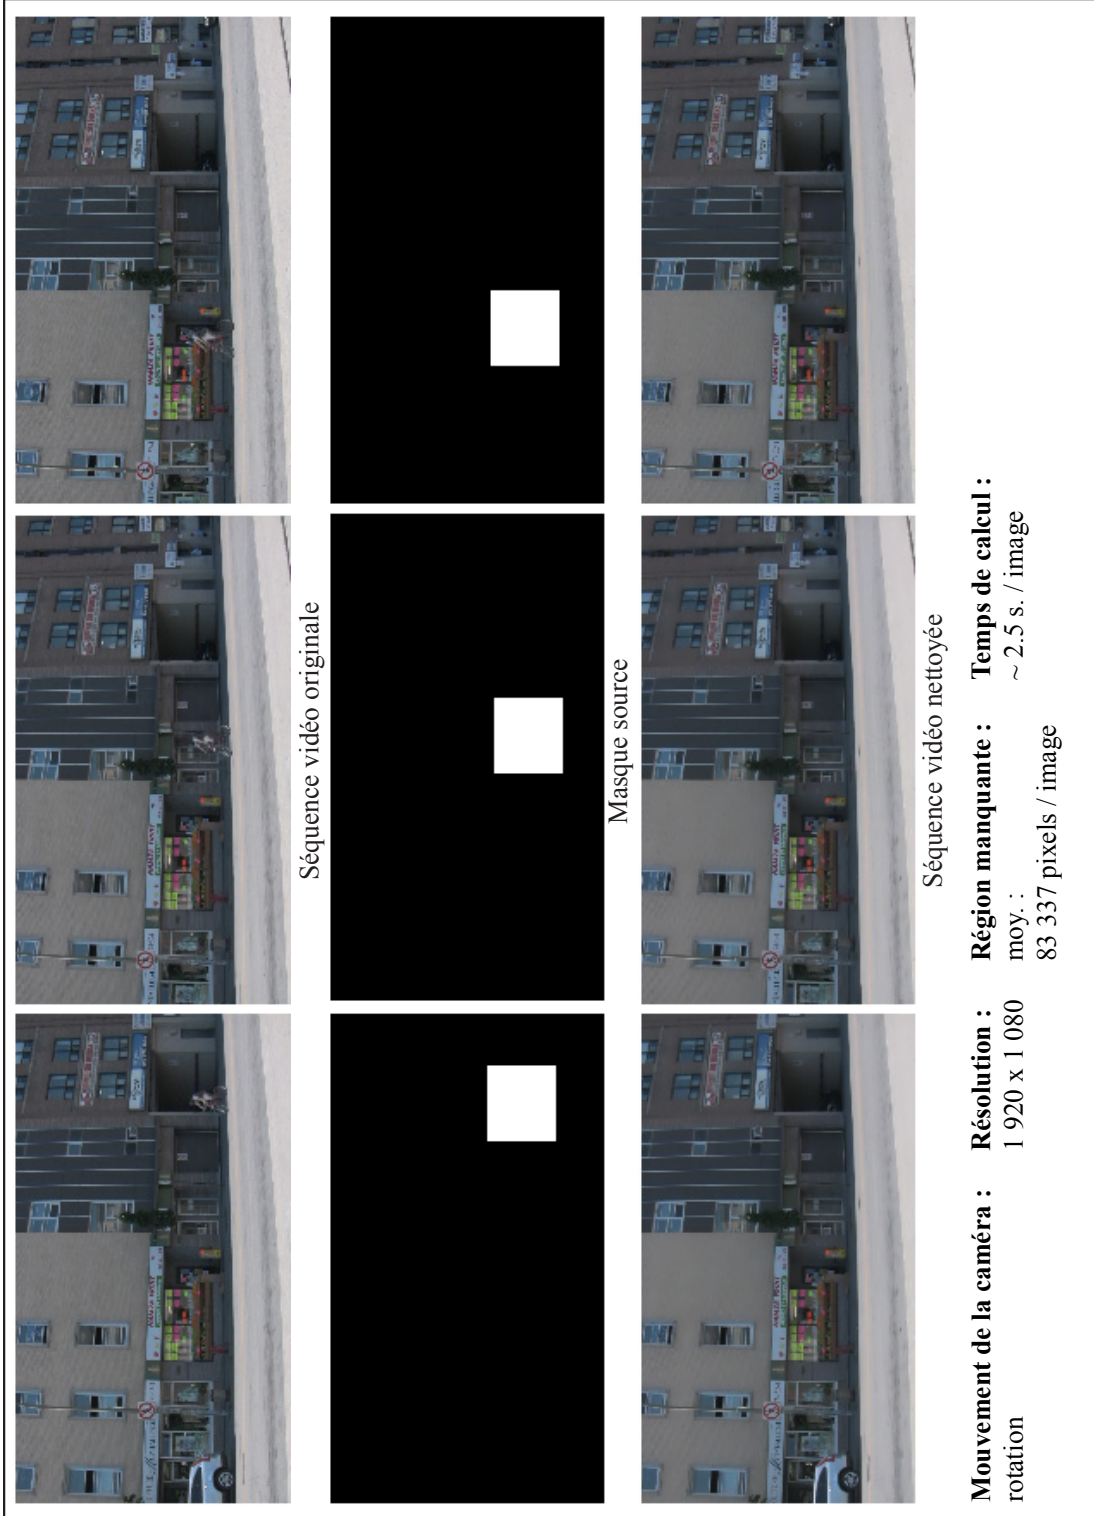 Séquence vidéo originale
Masque source
Séquence vidéo nettoyée
Mouvement de la caméra :
rotation
Résolution :
1 920 x 1 080
Région manquante :
moy. :
83 337 pixels / image
Temps de calcul :
~ 2.5 s. / image